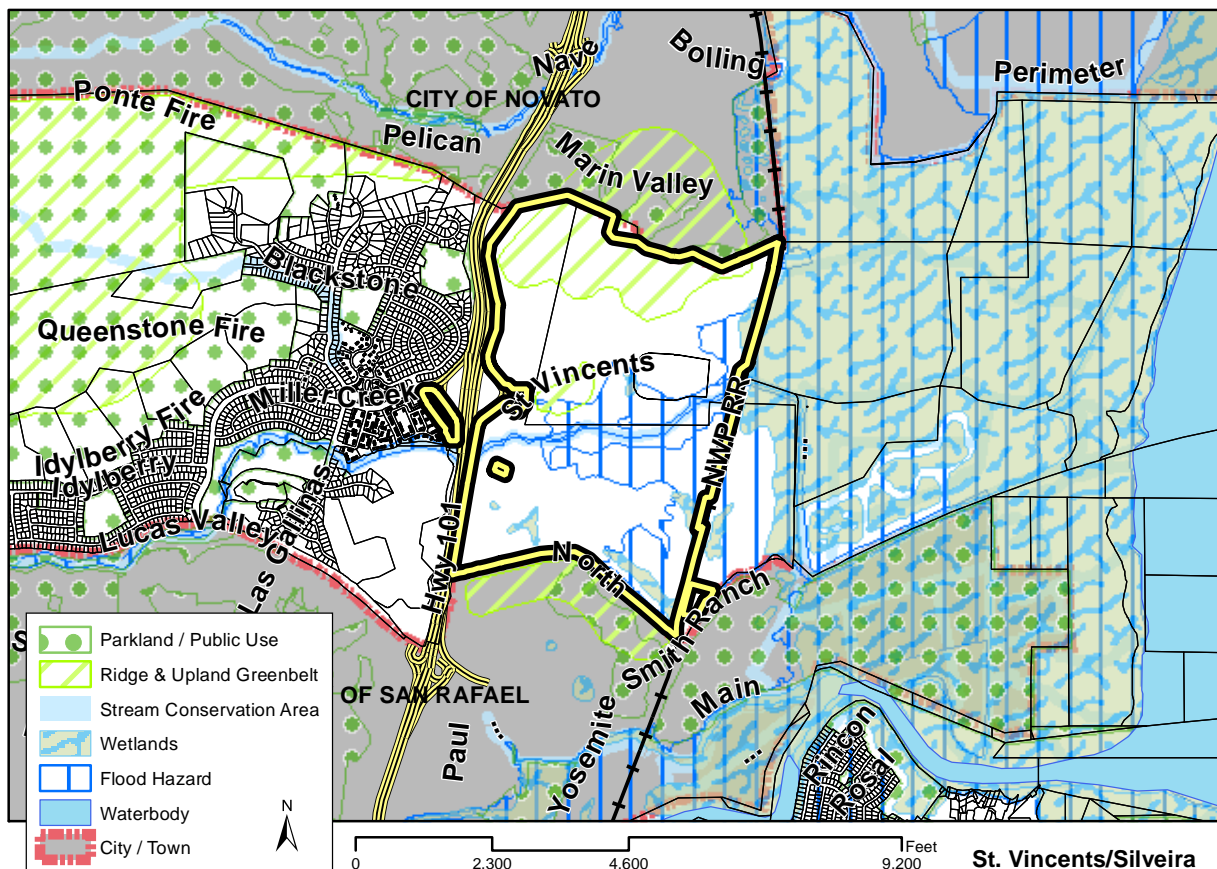 Nave
Bolling
Perimeter
Ponte Fire
CITY OF NOVATO
Pelican
Marin Valley
Blackstone
Queenstone Fire
St. Vincents
Miller Creek
N.W.P. RR
Idylberry Fire
Idylberry
Lucas Valley
Las Gallinas
Hwy 101
North
Smith Ranch
OF SAN RAFAEL
Main
Paul
Yosemite
Rincon
Rosal
S
Parkland / Public Use
Ridge & Upland Greenbelt
Stream Conservation Area
Wetlands
Flood Hazard
Waterbody
City / Town
N
Feet
0 2,300 4,600 9,200
St. Vincents/Silveira